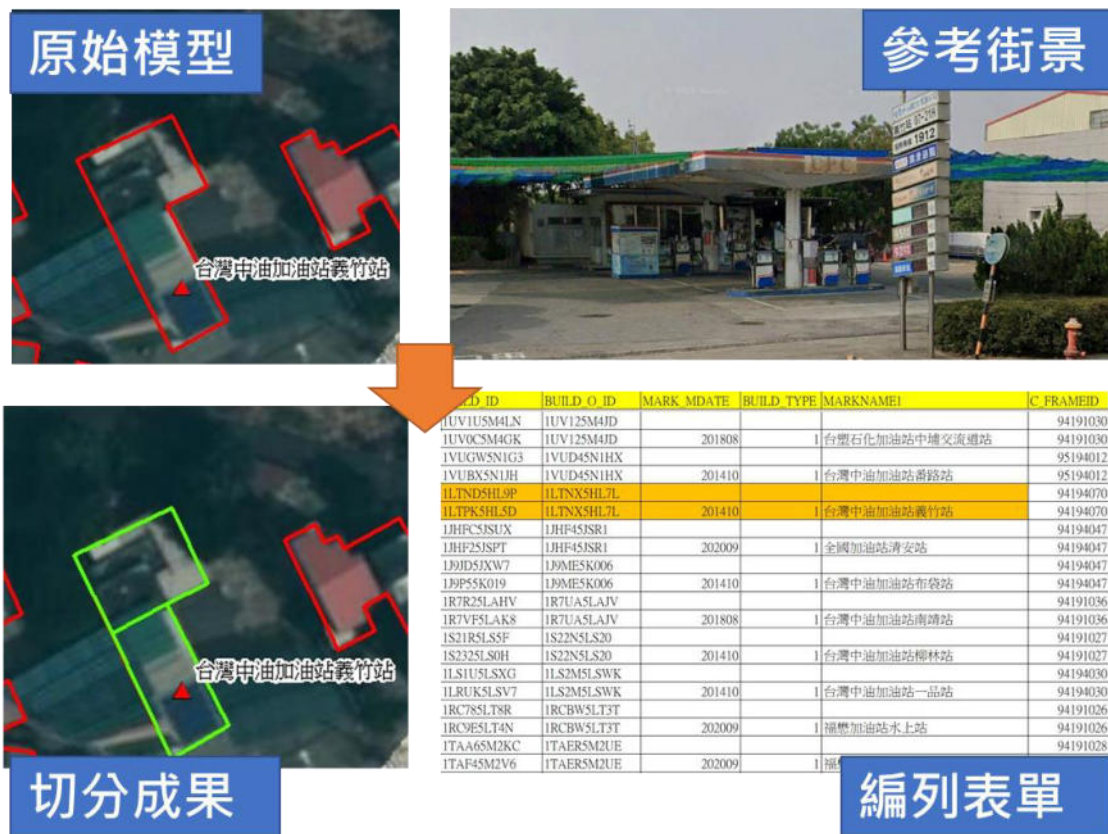 原始模型
參考街景
1912
台灣中油加油站義竹站
BUILD_O_ID MARK_MDATE BUILD_TYPE MARKNAME1 C_FRAMEID
1UV1U5M4LN 1UV125M4JD 94191030
1UV0C5M4GK 1UV125M4JD 201808 1 台塑石化加油站中埔交流道站 94191030
1VUGW5N1G3 1VUD45N1HX 95194012
1VUBX5N1JH 1VUD45N1HX 201410 1 台灣中油加油站番路站 95194012
1LTND5HL9P 1LTNX5HL7L 94194070
1LTPK5HL5D 1LTNX5HL7L 201410 1 台灣中油加油站義竹站 94194070
1JHFC5JSUX 1JHF45JSR1 94194047
1JHF25JSPT 1JHF45JSR1 202009 1 全國加油站清安站 94194047
1J9JD5JXW7 1J9ME5K006 94194047
1J9P55K019 1J9ME5K006 201410 1 台灣中油加油站布袋站 94194047
1R7R25LAHV 1R7UA5LAJV 94191036
1R7VF5LAK8 1R7UA5LAJV 201808 1 台灣中油加油站南靖站 94191036
1S21R5LS5F 1S22N5LS20 94191027
1S2325LS0H 1S22N5LS20 201410 1 台灣中油加油站柳林站 94191027
1LS1U5LSXG 1LS2M5LSWK 94194030
1LRUK5LSV7 1LS2M5LSWK 201410 1 台灣中油加油站一品站 94194030
1RC785LT8R 1RCBW5LT3T 94191026
1RC9E5LT4N 1RCBW5LT3T 202009 1 福懋加油站水上站 94191026
1TAA65M2KC 1TAER5M2UE 94191028
1TAF45M2V6 1TAER5M2UE 202009 1
台灣中油加油站義竹站
切分成果
編列表單